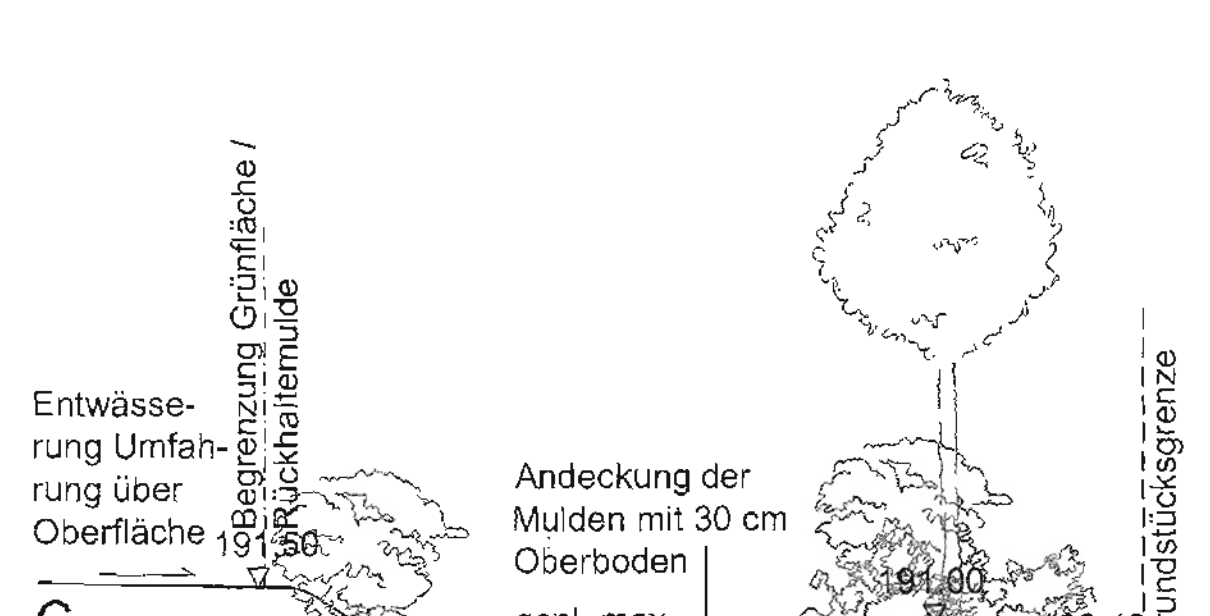 Begrenzung Grünfläche /
Rückhaltemulde
Entwässe-
rung Umfah-
rung über
Oberfläche
191.50
Andeckung der
Mulden mit 30 cm
Oberboden
191.00
undstücksgrenze